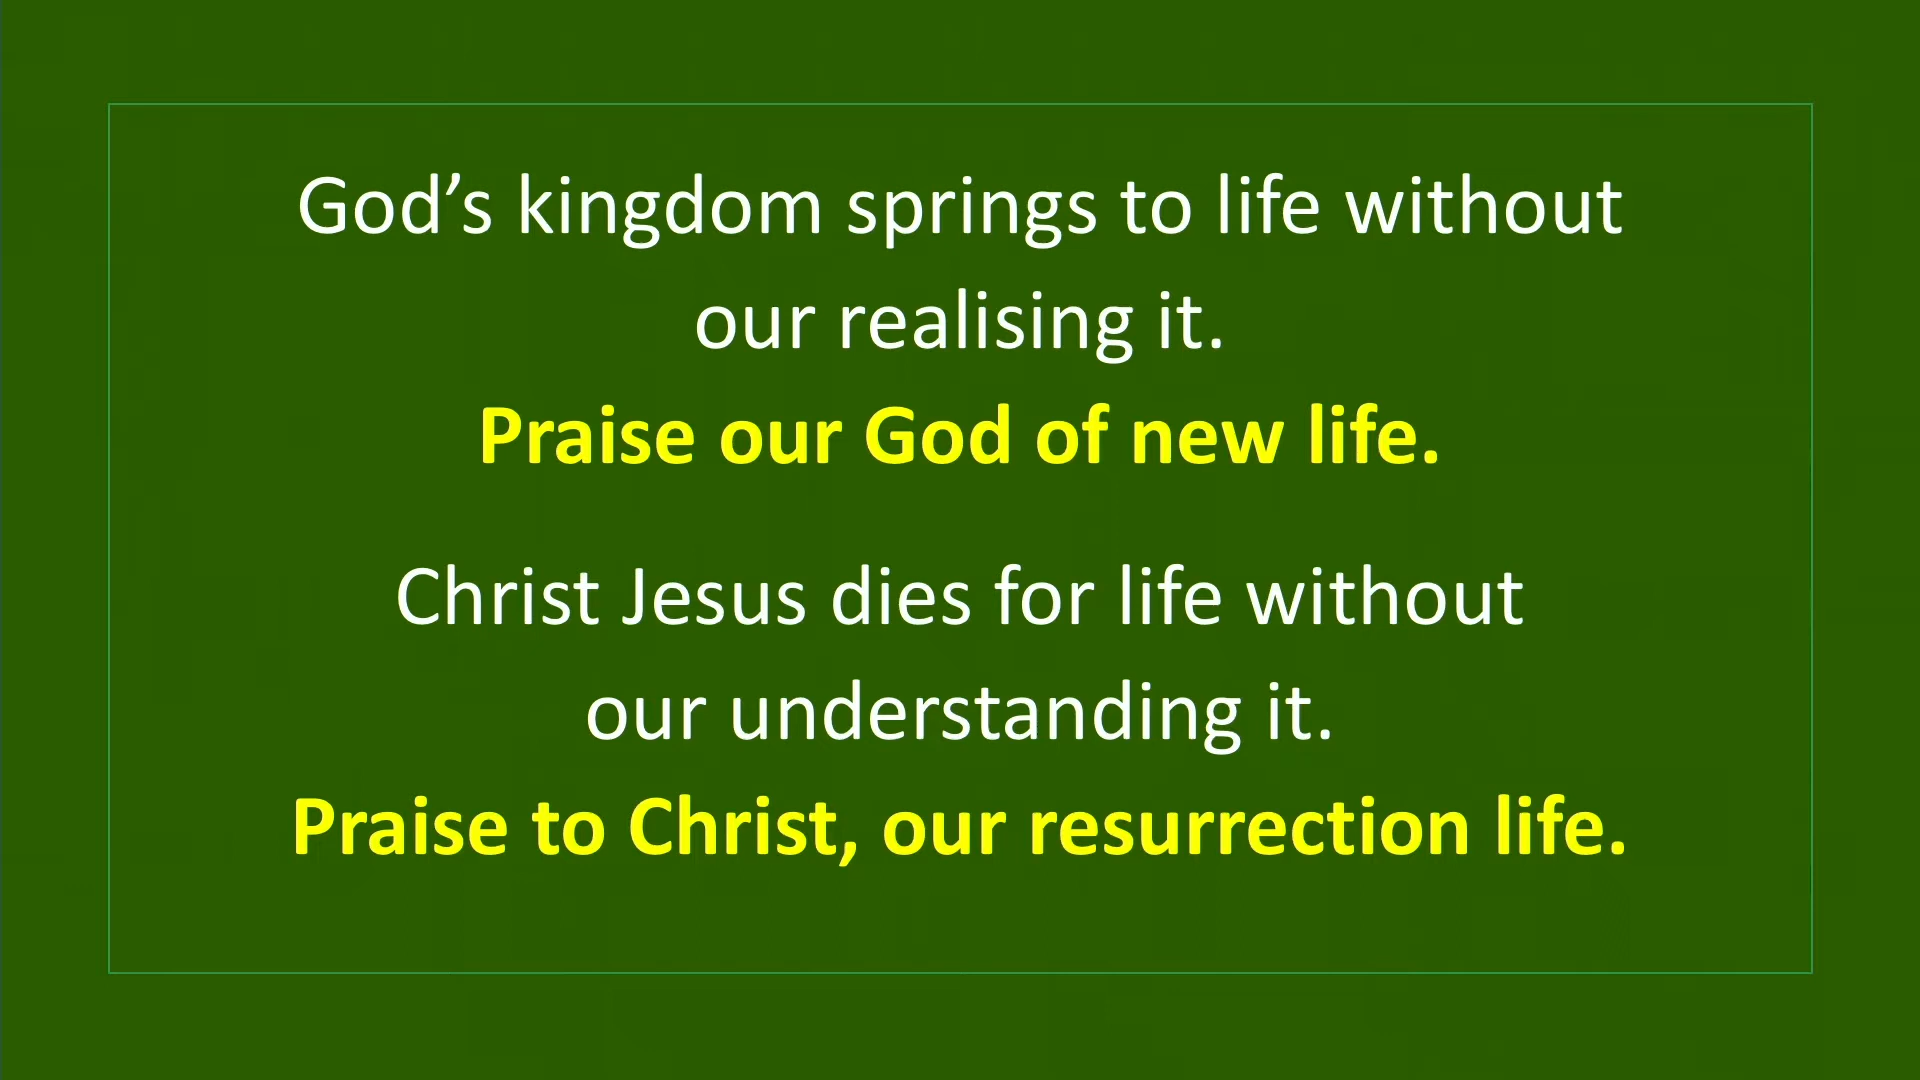 God’s kingdom springs to life without
our realising it.
Praise our God of new life.
Christ Jesus dies for life without
our understanding it.
Praise to Christ, our resurrection life.